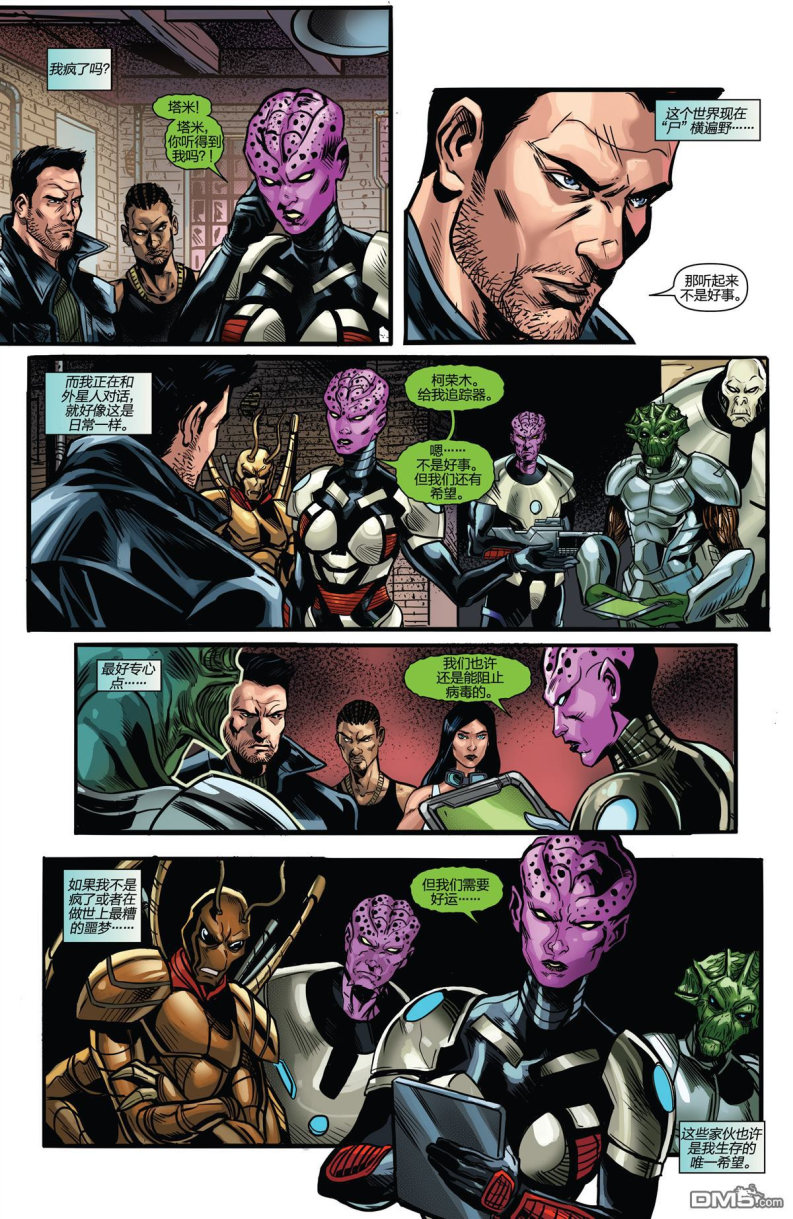 我疯了吗？
塔米！
塔米，
你听得到
我吗？！
这个世界现在
“尸”横遍野……
那听起来
不是好事。
而我正在和
外星人对话，
就好像这是
日常一样。
柯荣木。
给我追踪器。
嗯……
不是好事。
但我们还有
希望。
最好专心
点……
我们也许
还是能阻止
病毒的。
如果我不是
疯了或者在
做世上最糟
的噩梦……
但我们需要
好运……
这些家伙也许
是我生存的
唯一希望。
DM5.com